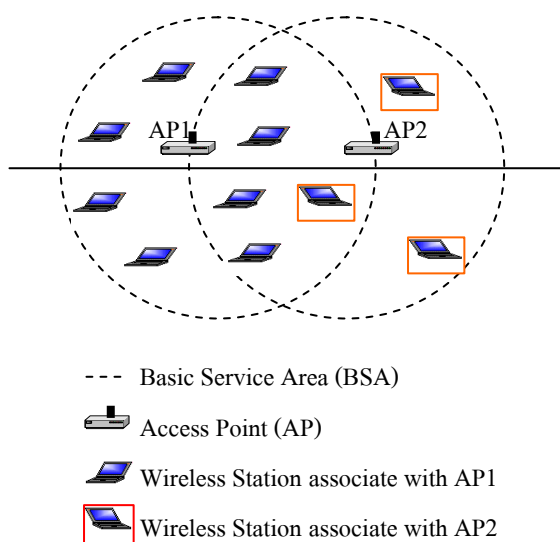 AP1
AP2
Basic Service Area (BSA)
Access Point (AP)
Wireless Station associate with AP1
Wireless Station associate with AP2